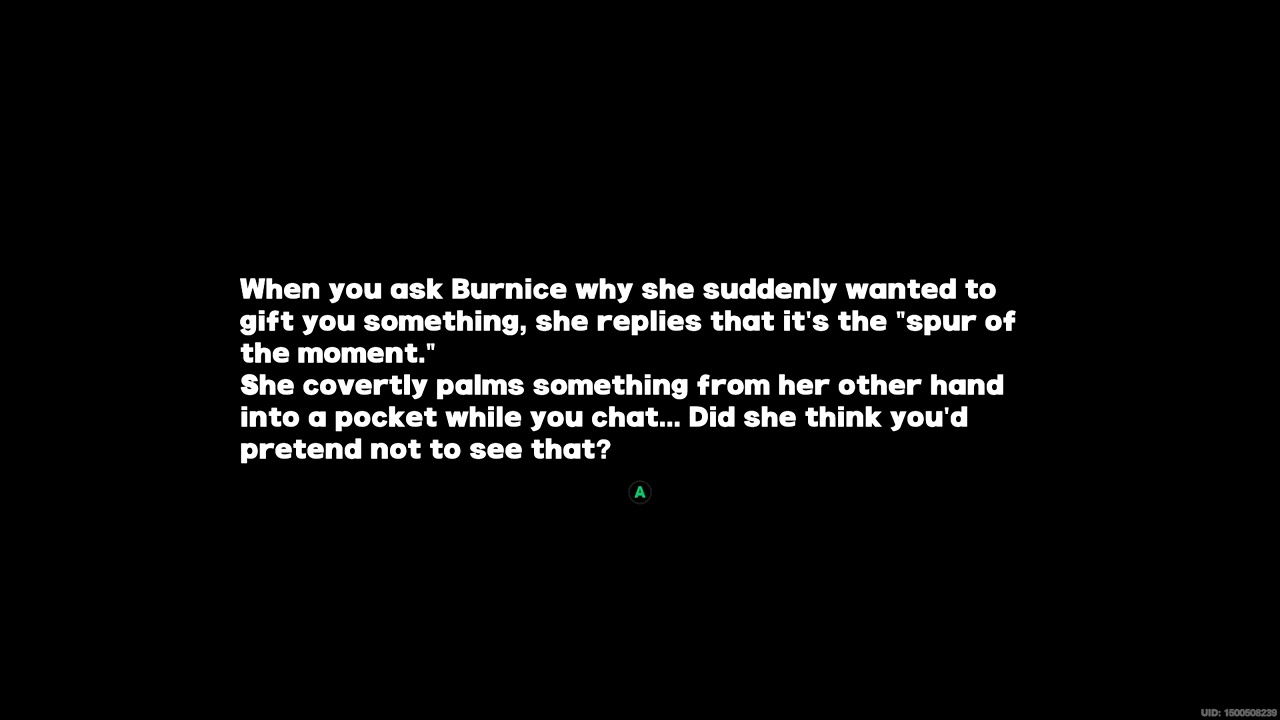 When you ask Burnice why she suddenly wanted to
gift you something, she replies that it's the "spur of
the moment."
She covertly palms something from her other hand
into a pocket while you chat... Did she think you'd
pretend not to see that?
A
UID: 1500508239